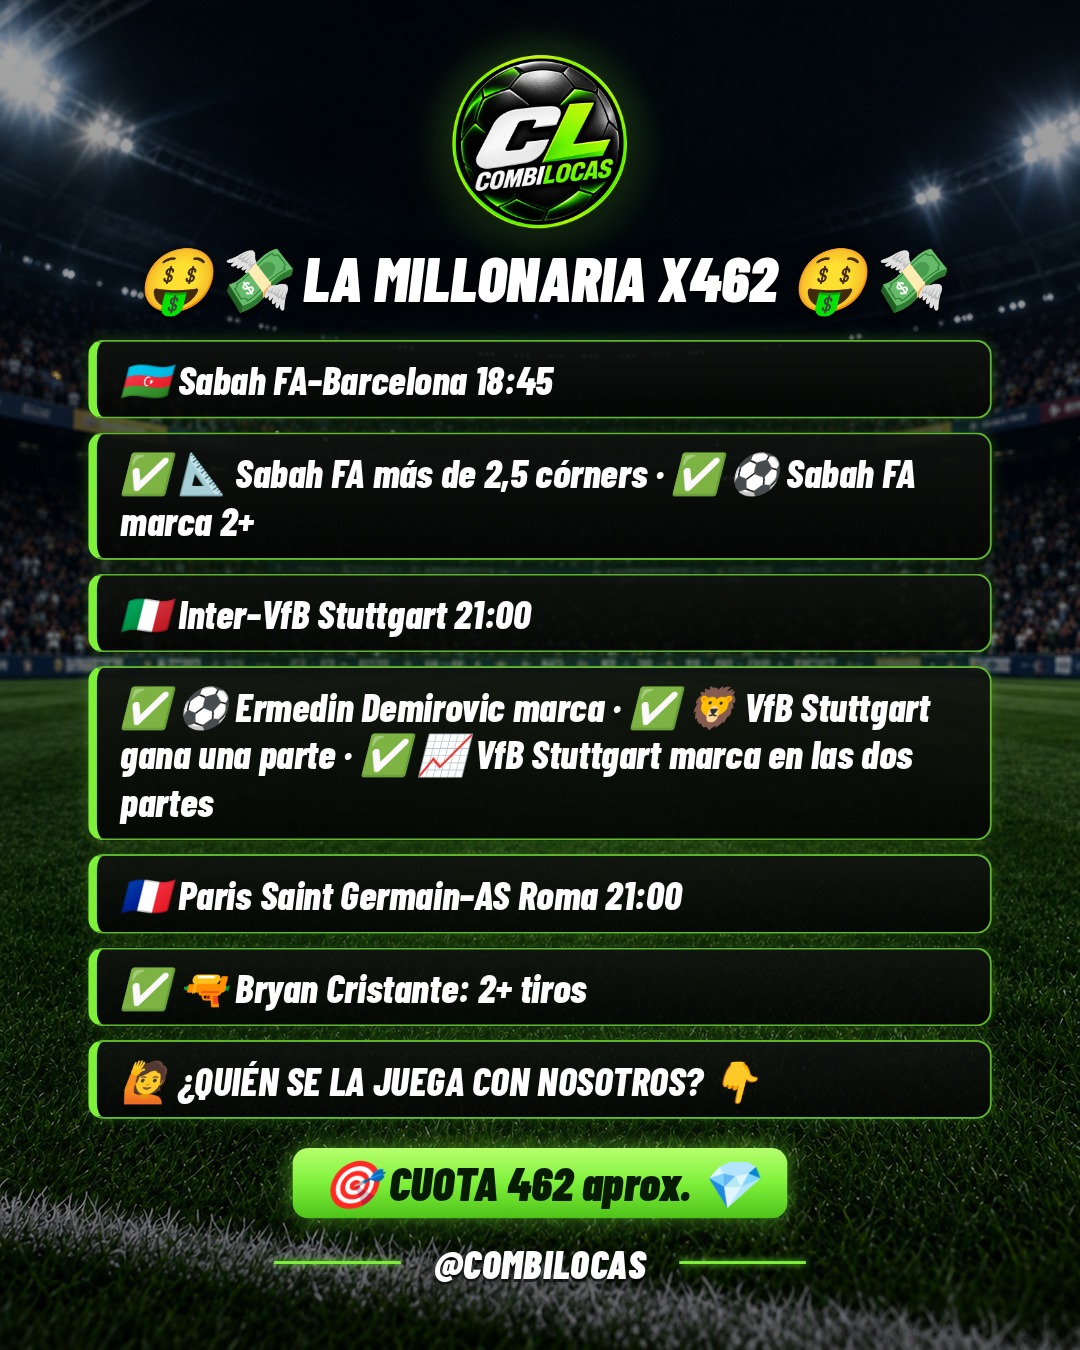 CL
COMBILOCAS
🤑💸 LA MILLONARIA X462 🤑💸
🇦🇿 Sabah FA-Barcelona 18:45
✅📐 Sabah FA más de 2,5 córners · ✅⚽ Sabah FA
marca 2+
🇮🇹 Inter-VfB Stuttgart 21:00
✅⚽ Ermedin Demirovic marca · ✅🦁 VfB Stuttgart
gana una parte · ✅📈 VfB Stuttgart marca en las dos
partes
🇫🇷 Paris Saint Germain-AS Roma 21:00
✅🔫 Bryan Cristante: 2+ tiros
🙋 ¿QUIÉN SE LA JUEGA CON NOSOTROS? 👇
🎯 CUOTA 462 aprox. 💎
@COMBILOCAS